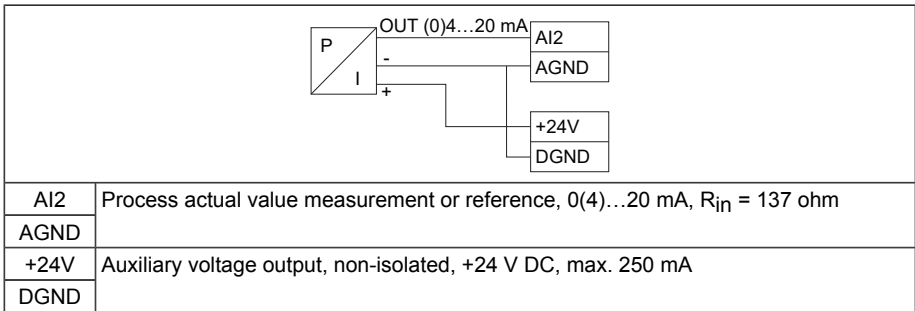 OUT (0)4…20 mA
P
I
-
+
AI2
AGND
+24V
DGND
AI2 Process actual value measurement or reference, 0(4)…20 mA, Rin = 137 ohm
AGND
+24V Auxiliary voltage output, non-isolated, +24 V DC, max. 250 mA
DGND